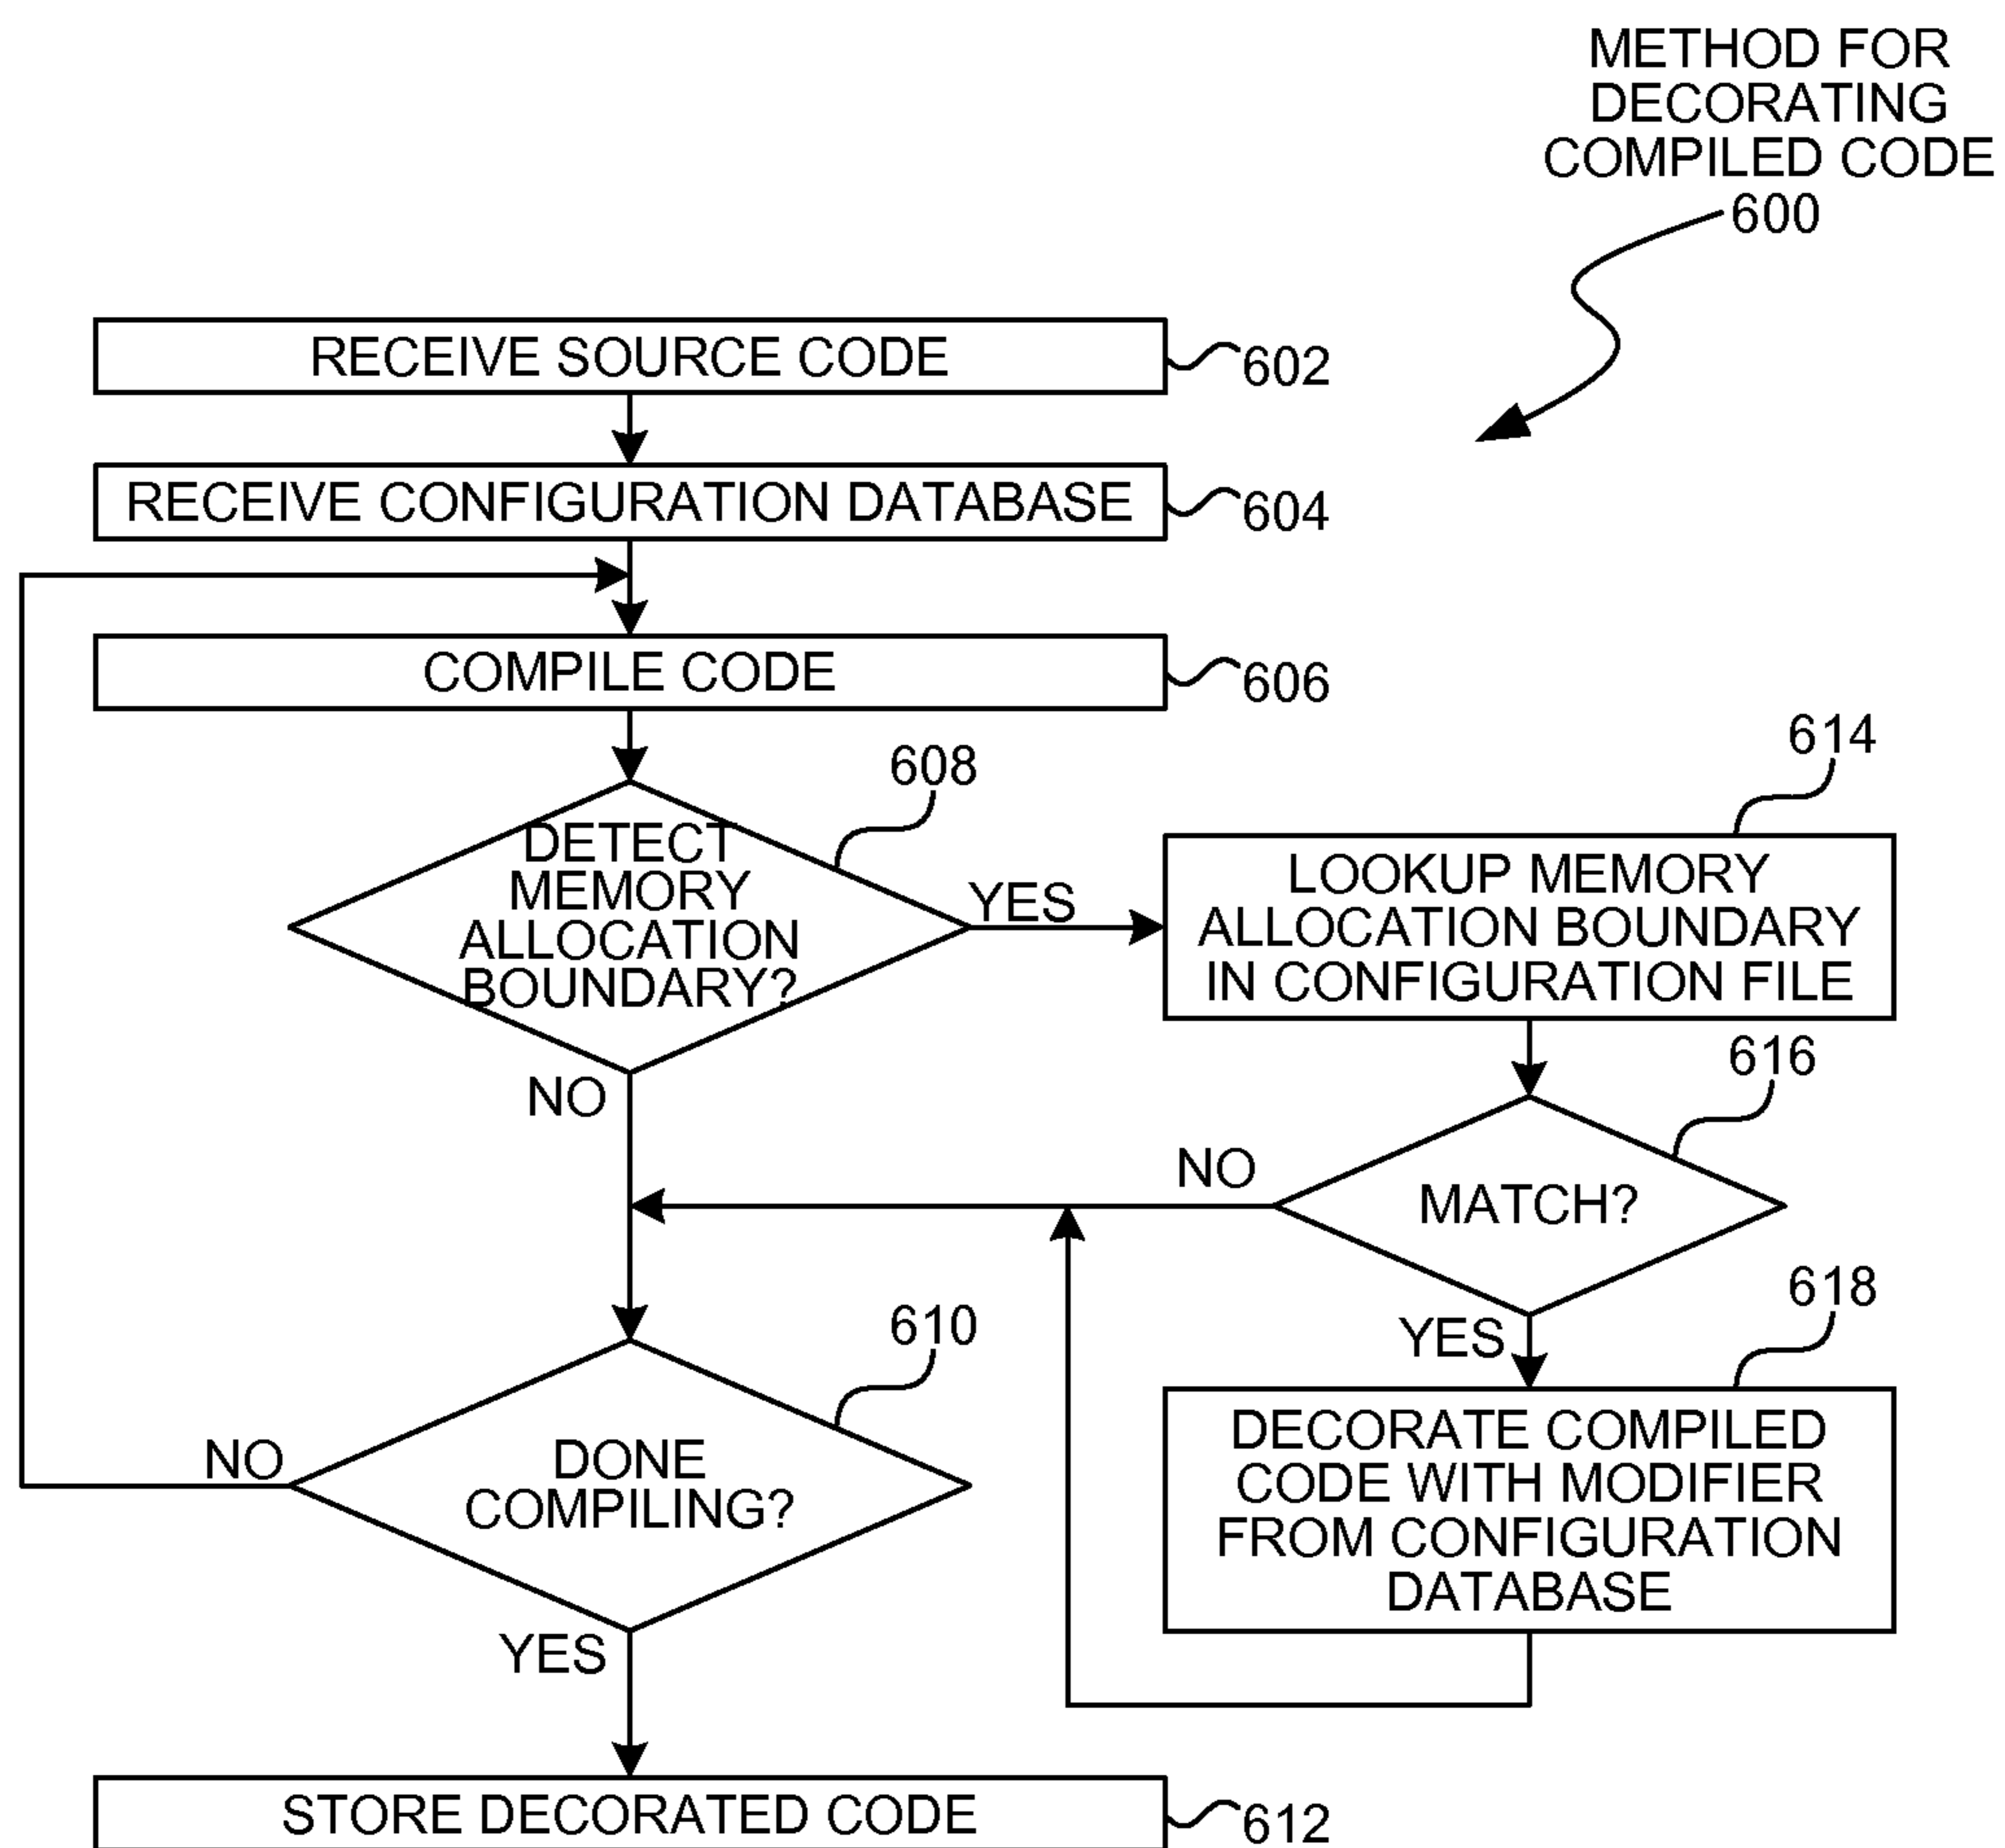 METHOD FOR
DECORATING
COMPILED CODE
600
RECEIVE SOURCE CODE
602
RECEIVE CONFIGURATION DATABASE
604
COMPILE CODE
606
608
DETECT
MEMORY
ALLOCATION
BOUNDARY?
YES
NO
614
LOOKUP MEMORY
ALLOCATION BOUNDARY
IN CONFIGURATION FILE
616
MATCH?
NO
YES
618
DECORATE COMPILED
CODE WITH MODIFIER
FROM CONFIGURATION
DATABASE
610
DONE
COMPILING?
NO
YES
STORE DECORATED CODE
612